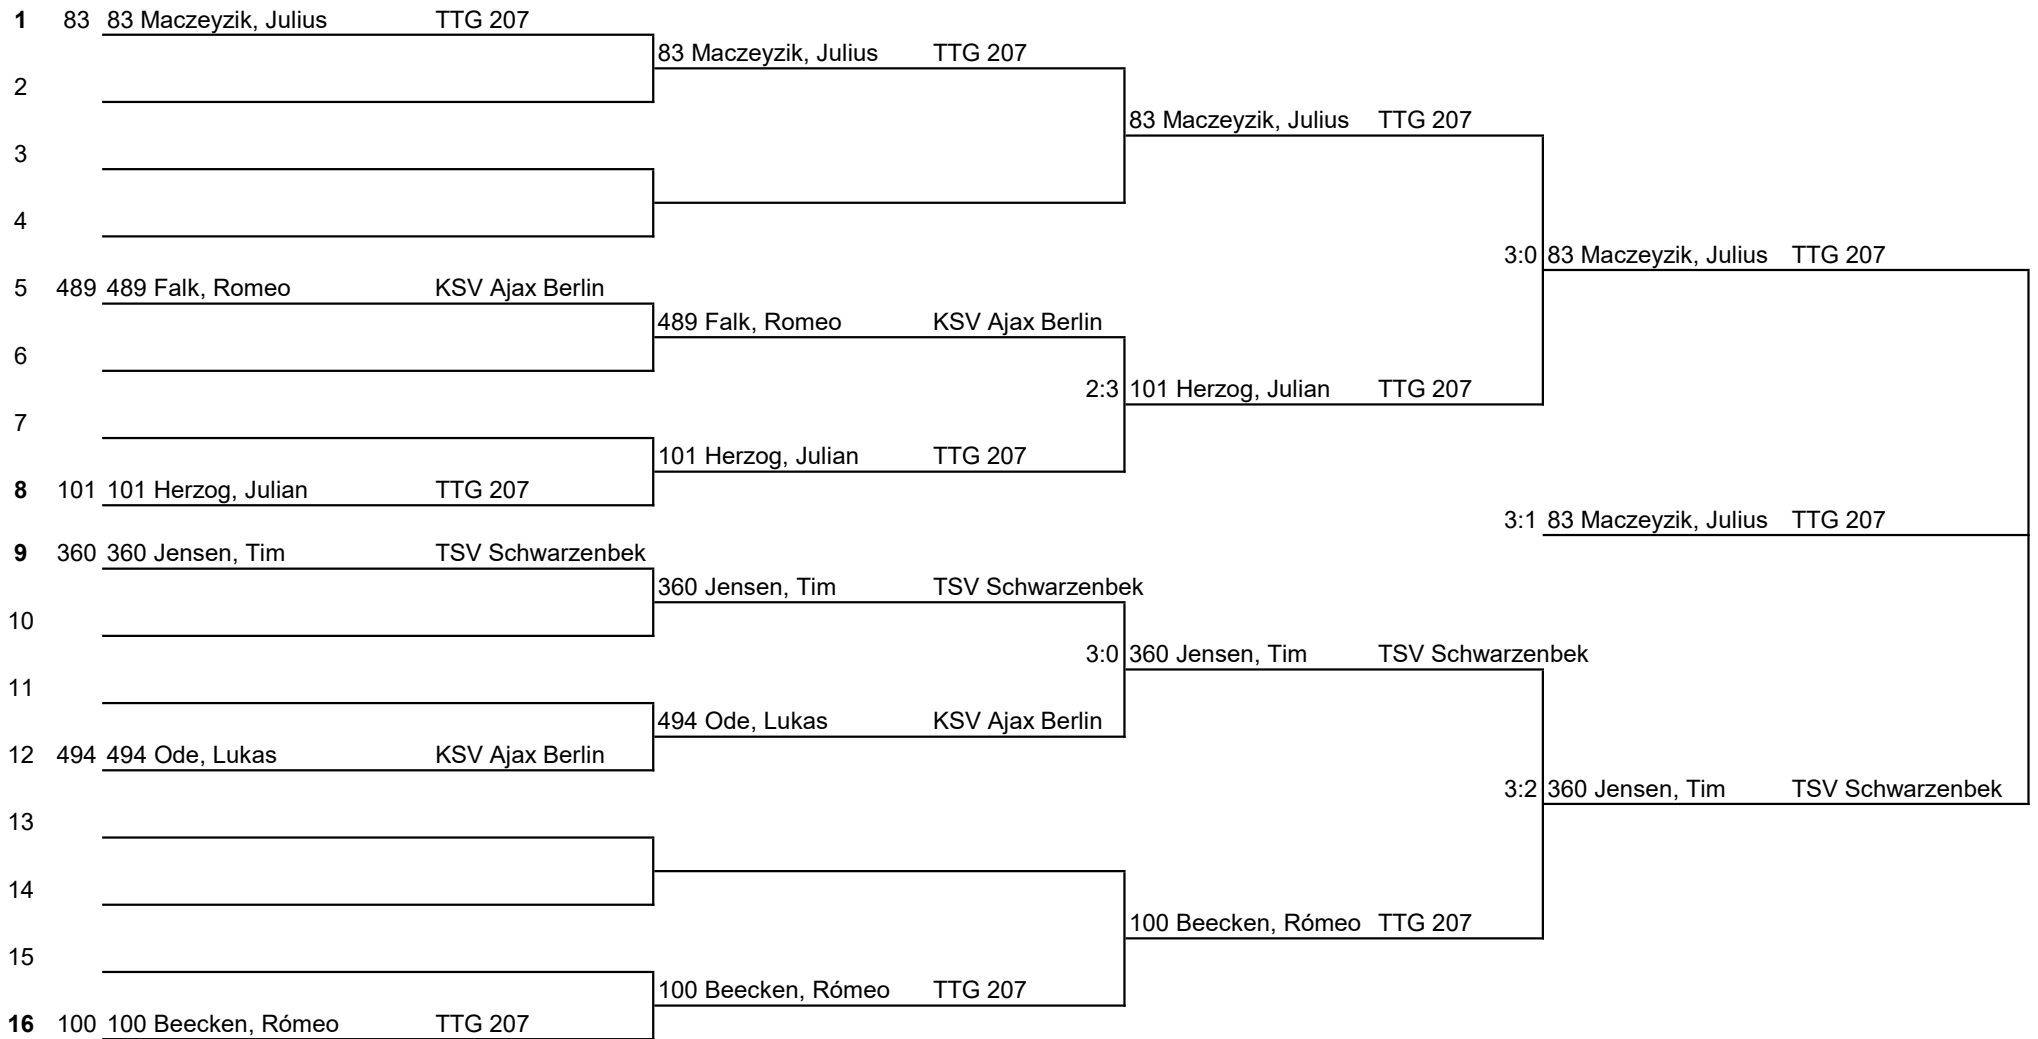 1 83 83 Maczeyzik, Julius TTG 207
83 Maczeyzik, Julius TTG 207
2
83 Maczeyzik, Julius TTG 207
3
4
3:0 83 Maczeyzik, Julius TTG 207
5 489 489 Falk, Romeo KSV Ajax Berlin
489 Falk, Romeo KSV Ajax Berlin
6
2:3 101 Herzog, Julian TTG 207
7
101 Herzog, Julian TTG 207
8 101 101 Herzog, Julian TTG 207
3:1 83 Maczeyzik, Julius TTG 207
9 360 360 Jensen, Tim TSV Schwarzenbek
360 Jensen, Tim TSV Schwarzenbek
10
3:0 360 Jensen, Tim TSV Schwarzenbek
11
494 Ode, Lukas KSV Ajax Berlin
12 494 494 Ode, Lukas KSV Ajax Berlin
3:2 360 Jensen, Tim TSV Schwarzenbek
13
14
100 Beecken, Rómeo TTG 207
15
100 Beecken, Rómeo TTG 207
16 100 100 Beecken, Rómeo TTG 207